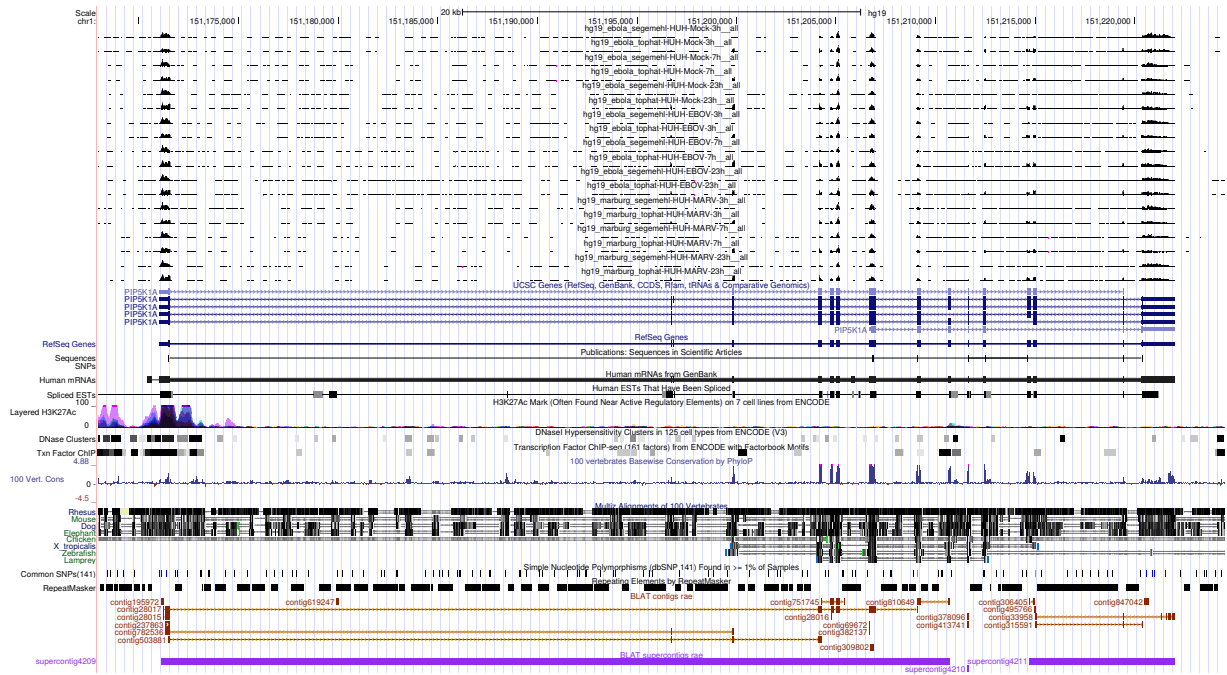 Scale 20 kb hg19
chr1: 151,175,000 151,180,000 151,185,000 151,190,000 151,195,000 151,200,000 151,205,000 151,210,000 151,215,000 151,220,000
hg19_ebola_segemehl-HUH-Mock-3h__all
hg19_ebola_tophat-HUH-Mock-3h__all
hg19_ebola_segemehl-HUH-Mock-7h__all
hg19_ebola_tophat-HUH-Mock-7h__all
hg19_ebola_segemehl-HUH-Mock-23h__all
hg19_ebola_tophat-HUH-Mock-23h__all
hg19_ebola_segemehl-HUH-EBOV-3h__all
hg19_ebola_tophat-HUH-EBOV-3h__all
hg19_ebola_segemehl-HUH-EBOV-7h__all
hg19_ebola_tophat-HUH-EBOV-7h__all
hg19_ebola_segemehl-HUH-EBOV-23h__all
hg19_ebola_tophat-HUH-EBOV-23h__all
hg19_marburg_segemehl-HUH-MARV-3h__all
hg19_marburg_tophat-HUH-MARV-3h__all
hg19_marburg_segemehl-HUH-MARV-7h__all
hg19_marburg_tophat-HUH-MARV-7h__all
hg19_marburg_segemehl-HUH-MARV-23h__all
hg19_marburg_tophat-HUH-MARV-23h__all
UCSC Genes (RefSeq, GenBank, CCDS, Rfam, tRNAs & Comparative Genomics)
PIP5K1A
PIP5K1A
PIP5K1A
PIP5K1A
PIP5K1A
PIP5K1A
RefSeq Genes
RefSeq Genes
Publications: Sequences in Scientific Articles
Sequences
SNPs
Human mRNAs from GenBank
Human mRNAs
Human ESTs That Have Been Spliced
Spliced ESTs
H3K27Ac Mark (Often Found Near Active Regulatory Elements) on 7 cell lines from ENCODE
100
Layered H3K27Ac
0
DNaseI Hypersensitivity Clusters in 125 cell types from ENCODE (V3)
DNase Clusters
Transcription Factor ChIP-seq (161 factors) from ENCODE with Factorbook Motifs
Txn Factor ChIP
100 vertebrates Basewise Conservation by PhyloP
4.88
100 Vert. Cons
0
-4.5
Multiz Alignments of 100 Vertebrates
Rhesus
Mouse
Dog
Elephant
Chicken
X_tropicalis
Zebrafish
Lamprey
Simple Nucleotide Polymorphisms (dbSNP 141) Found in >= 1% of Samples
Common SNPs(141)
Repeating Elements by RepeatMasker
RepeatMasker
BLAT contigs rae
contig195972 contig619247 contig751745 contig810649 contig306405 contig847042
contig28017 contig495766
contig28015 contig28016 contig378096 contig33958
contig237863 contig69672 contig413741 contig315591
contig782536 contig382137
contig503881
contig309802
BLAT supercontigs rae
supercontig4209 supercontig4211
supercontig4210